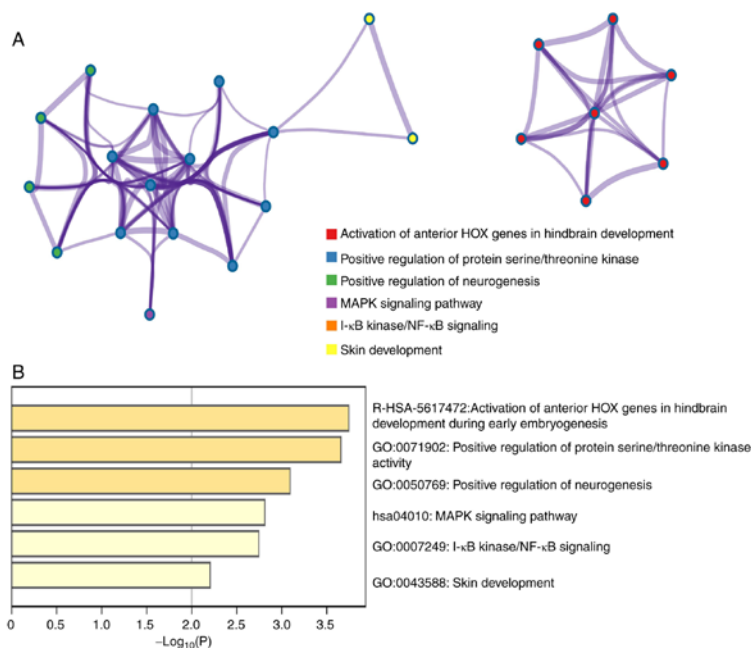 A
Activation of anterior HOX genes in hindbrain development
Positive regulation of protein serine/threonine kinase
Positive regulation of neurogenesis
MAPK signaling pathway
I-κB kinase/NF-κB signaling
Skin development
B
R-HSA-5617472:Activation of anterior HOX genes in hindbrain
development during early embryogenesis
GO:0071902: Positive regulation of protein serine/threonine kinase
activity
GO:0050769: Positive regulation of neurogenesis
hsa04010: MAPK signaling pathway
GO:0007249: I-κB kinase/NF-κB signaling
GO:0043588: Skin development
0 0.5 1.0 1.5 2.0 2.5 3.0 3.5
–Log10(P)